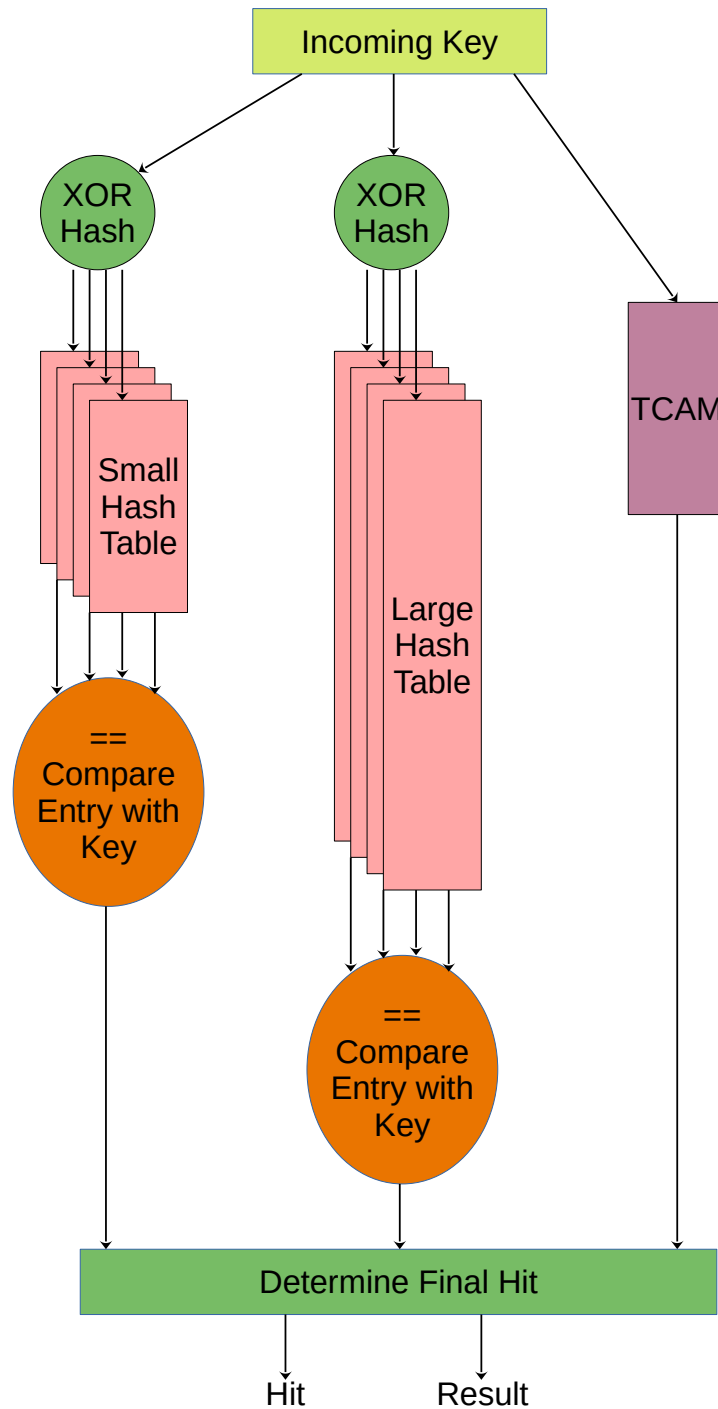 Incoming Key
XOR
Hash
XOR
Hash
TCAM
Small
Hash
Table
Large
Hash
Table
==
Compare
Entry with
Key
==
Compare
Entry with
Key
Determine Final Hit
Hit
Result